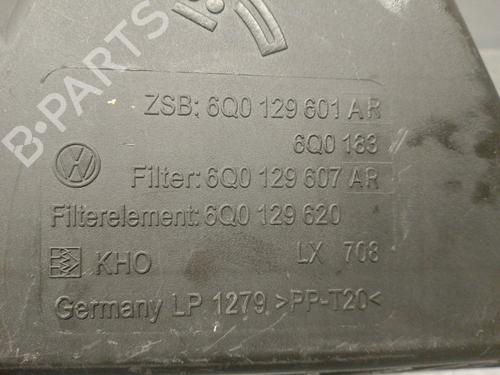 B-PARTS
ZSB: 6Q0 129 601 AR
6Q0 183
Filter: 6Q0 129 607 AR
Filterelement: 6Q0 129 620
KHO LX 708
Germany LP 1279 >PP-T20<